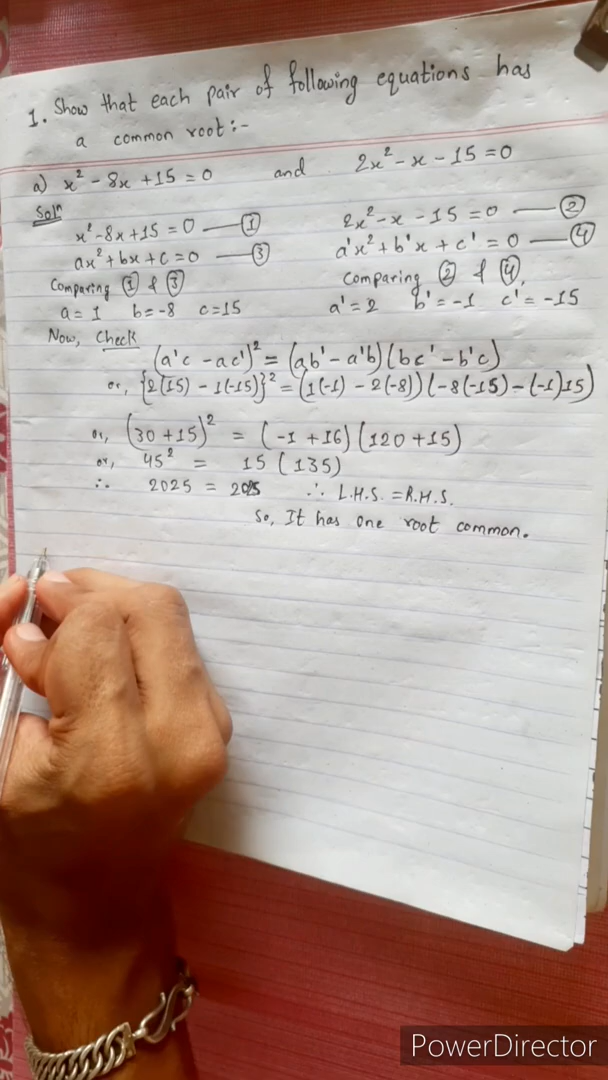 1. Show that each pair of following equations has
a common root:-
a) x² - 8x + 15 = 0 and 2x² - x - 15 = 0
Solⁿ
x² - 8x + 15 = 0 —— ① 2x² - x - 15 = 0 —— ②
ax² + bx + c = 0 —— ③ a'x² + b'x + c' = 0 —— ④
Comparing ① & ③ Comparing ② & ④,
a = 1 b = -8 c = 15 a' = 2 b' = -1 c' = -15
Now, Check
(a'c - ac')² = (ab' - a'b)(bc' - b'c)
or, {2(15) - 1(-15)}² = (1(-1) - 2(-8))(-8(-15) - (-1)15)
or, (30 + 15)² = (-1 + 16)(120 + 15)
or, 45² = 15(135)
∴ 2025 = 2025 ∴ L.H.S. = R.H.S.
So, It has one root common.
PowerDirector